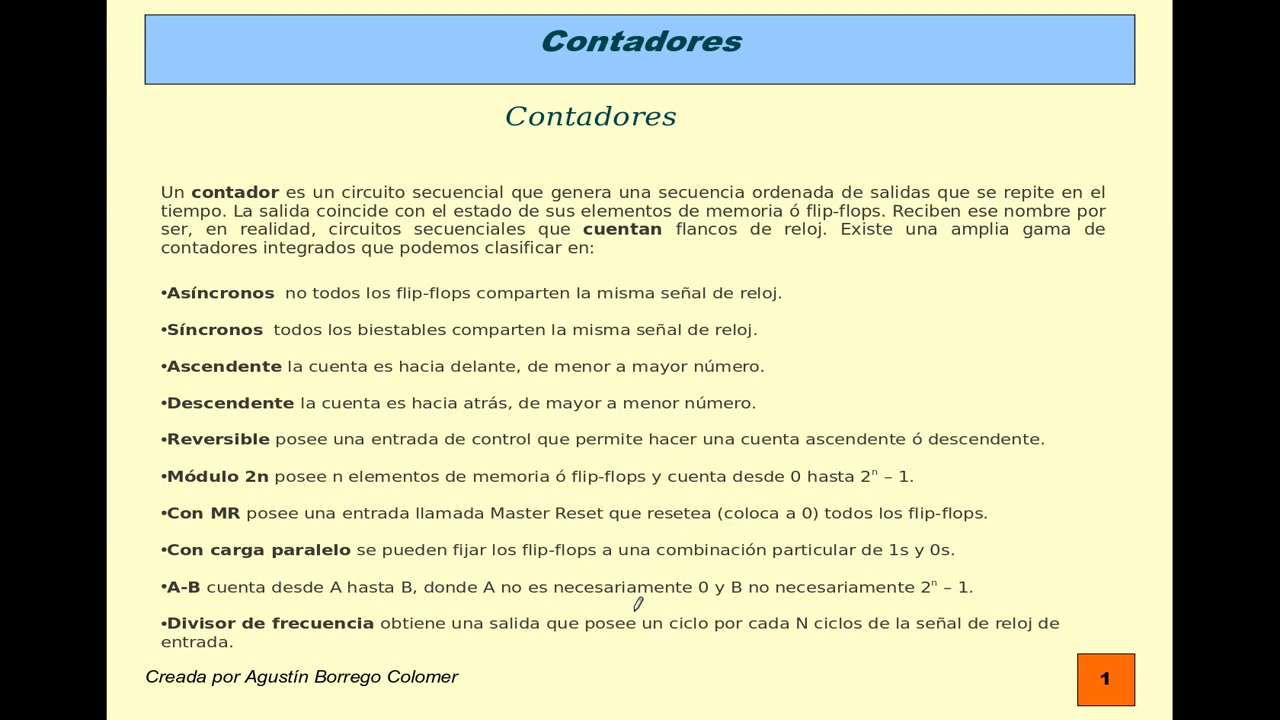 Contadores
Contadores
Un contador es un circuito secuencial que genera una secuencia ordenada de salidas que se repite en el
tiempo. La salida coincide con el estado de sus elementos de memoria ó flip-flops. Reciben ese nombre por
ser, en realidad, circuitos secuenciales que cuentan flancos de reloj. Existe una amplia gama de
contadores integrados que podemos clasificar en:
•Asíncronos no todos los flip-flops comparten la misma señal de reloj.
•Síncronos todos los biestables comparten la misma señal de reloj.
•Ascendente la cuenta es hacia delante, de menor a mayor número.
•Descendente la cuenta es hacia atrás, de mayor a menor número.
•Reversible posee una entrada de control que permite hacer una cuenta ascendente ó descendente.
•Módulo 2n posee n elementos de memoria ó flip-flops y cuenta desde 0 hasta 2ⁿ – 1.
•Con MR posee una entrada llamada Master Reset que resetea (coloca a 0) todos los flip-flops.
•Con carga paralelo se pueden fijar los flip-flops a una combinación particular de 1s y 0s.
•A-B cuenta desde A hasta B, donde A no es necesariamente 0 y B no necesariamente 2ⁿ – 1.
•Divisor de frecuencia obtiene una salida que posee un ciclo por cada N ciclos de la señal de reloj de
entrada.
Creada por Agustín Borrego Colomer
1